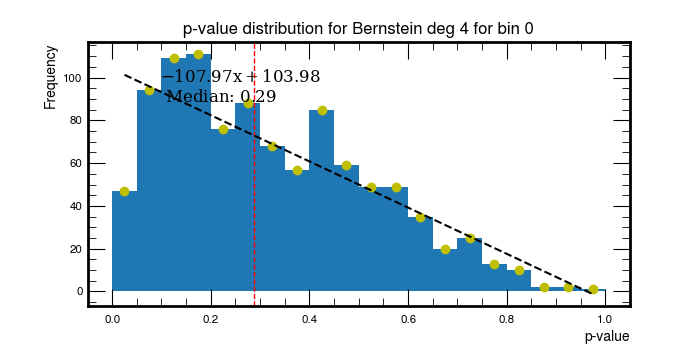 p-value distribution for Bernstein deg 4 for bin 0
Frequency
100
80
60
40
20
0
−107.97x + 103.98
Median: 0.29
0.0 0.2 0.4 0.6 0.8 1.0
p-value